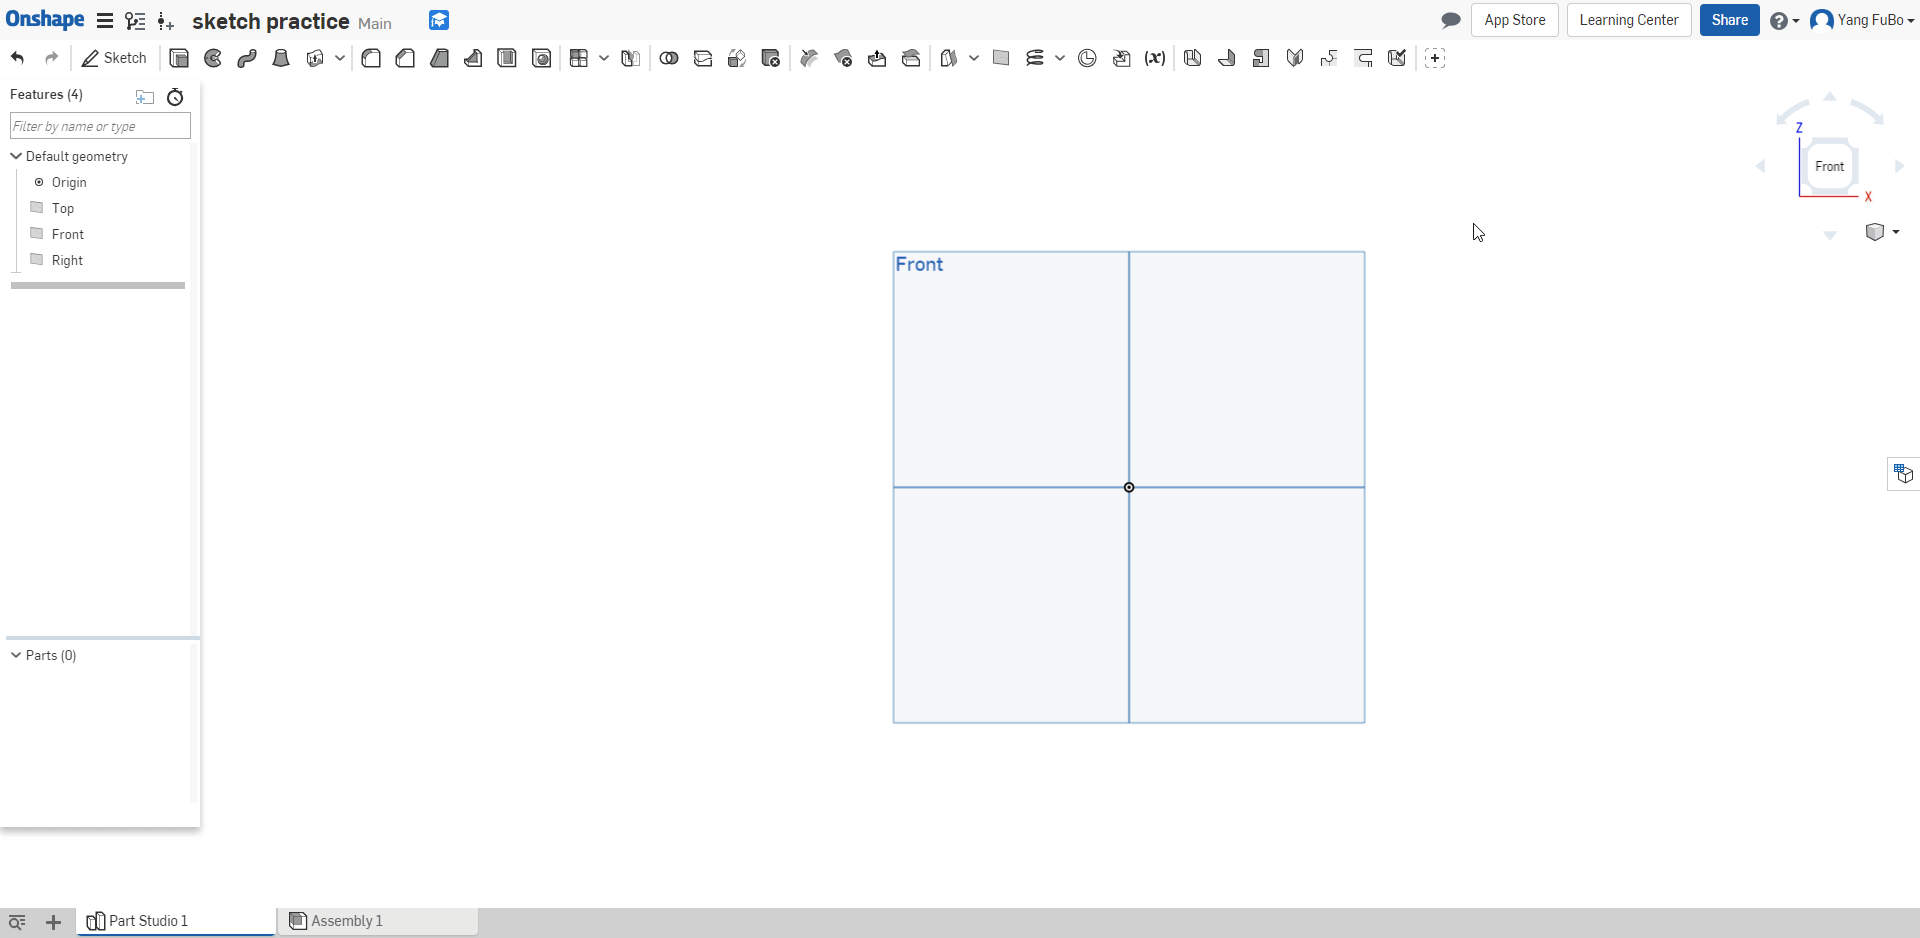 Onshape sketch practice Main App Store Learning Center Share Yang FuBo
Sketch (x)
Features (4)
Filter by name or type
Default geometry
Origin
Top
Front
Right
Parts (0)
Front
Z
Front
X
Part Studio 1 Assembly 1